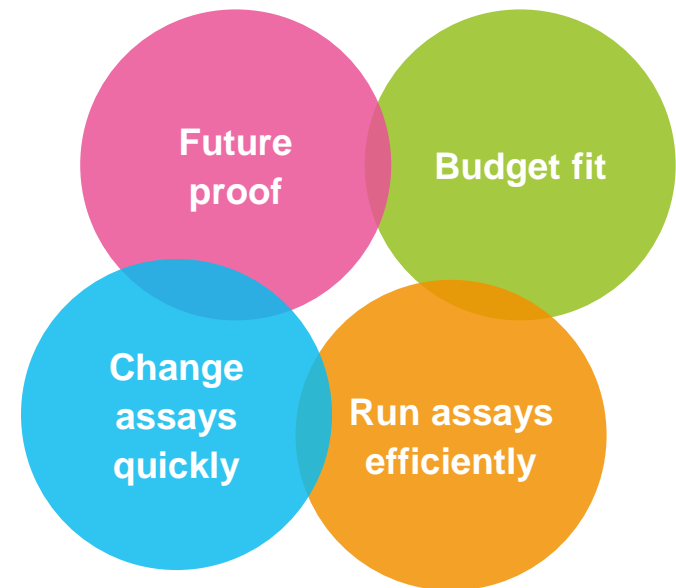 Future
proof
Budget fit
Change
assays
quickly
Run assays
efficiently